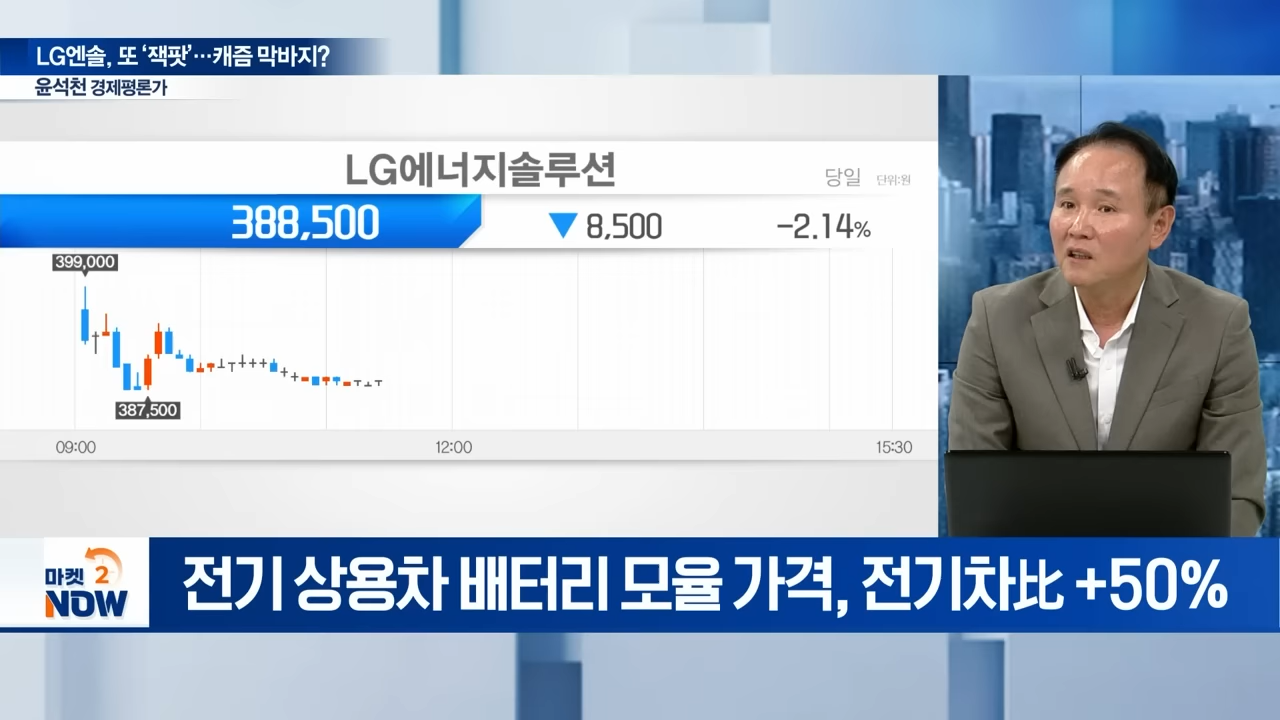 LG엔솔, 또 ‘잭팟’…캐즘 막바지?
윤석천 경제평론가
LG에너지솔루션
당일 단위:원
388,500 ▼ 8,500 -2.14%
399,000
387,500
09:00 12:00 15:30
마켓 2
NOW
전기 상용차 배터리 모율 가격, 전기차比 +50%